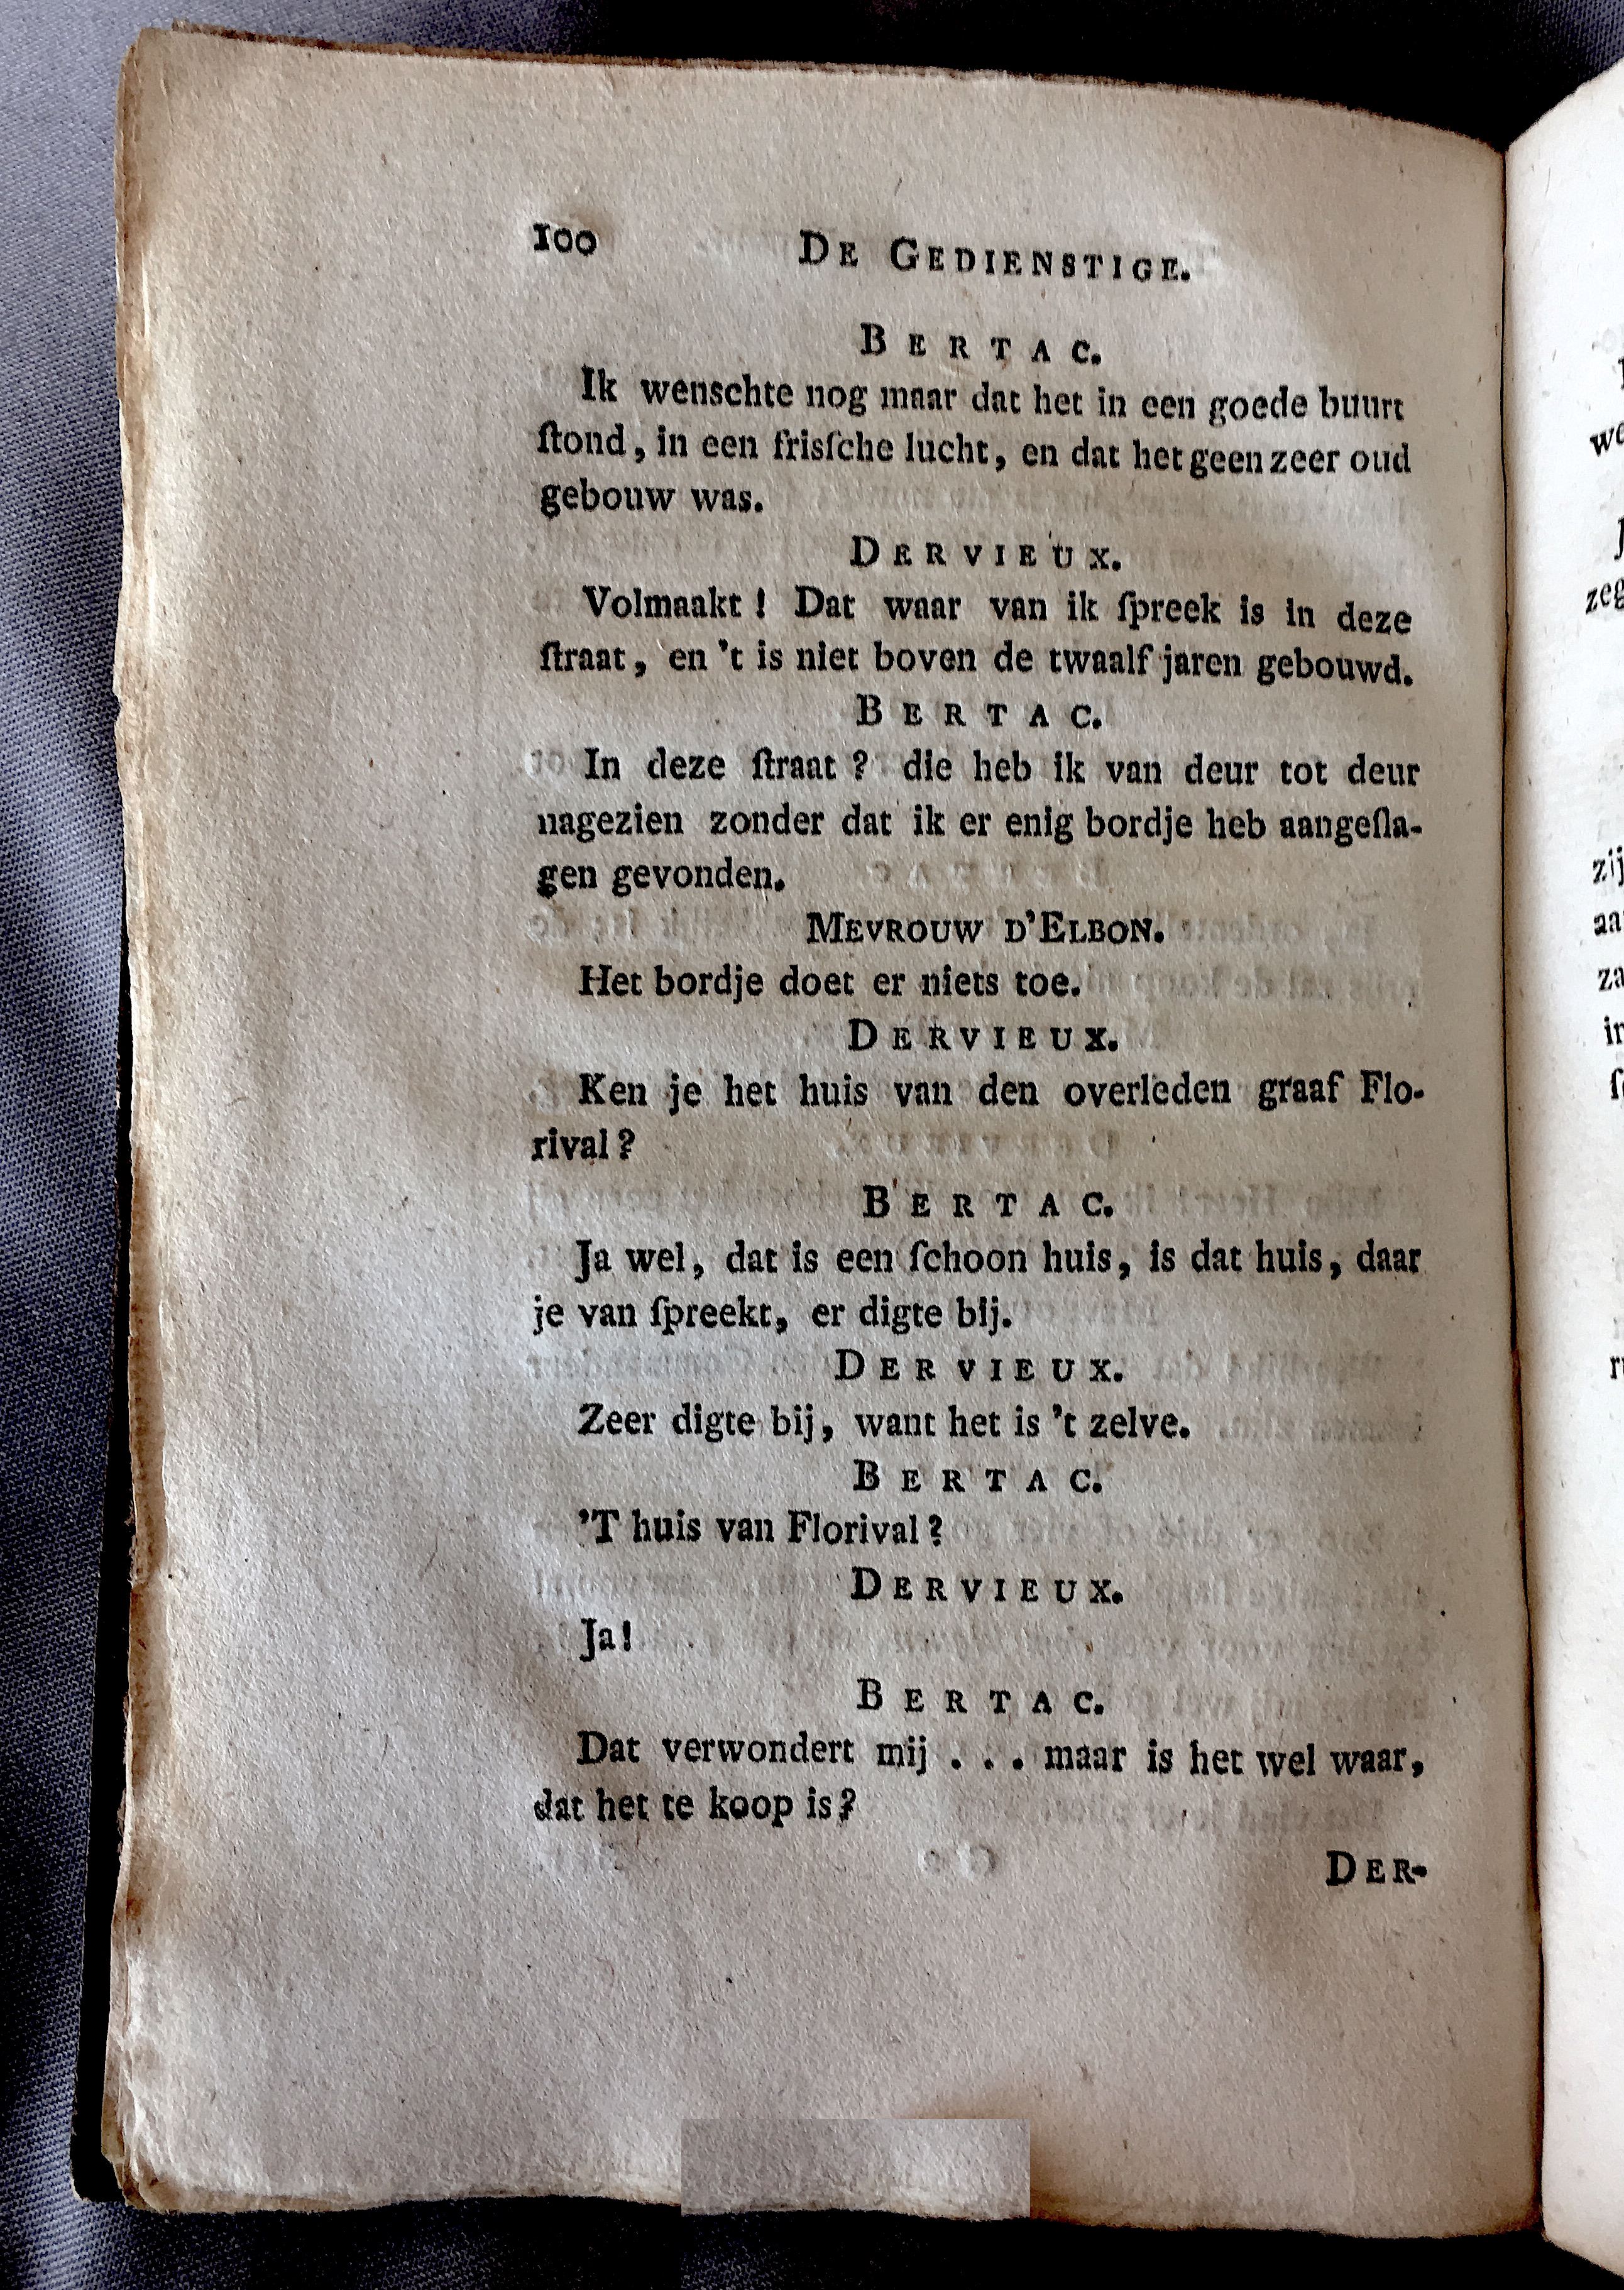 100 DE GEDIENSTIGE.
BERTAC.
Ik wenschte nog maar dat het in een goede buurt
ſtond, in een frisſche lucht, en dat het geen zeer oud
gebouw was.
DERVIEUX.
Volmaakt! Dat waar van ik ſpreek is in deze
ſtraat, en 't is niet boven de twaalf jaren gebouwd.
BERTAC.
In deze ſtraat? die heb ik van deur tot deur
nagezien zonder dat ik er enig bordje heb aangeſla-
gen gevonden.
MEVROUW D'ELBON.
Het bordje doet er niets toe.
DERVIEUX.
Ken je het huis van den overleden graaf Flo-
rival?
BERTAC.
Ja wel, dat is een ſchoon huis, is dat huis, daar
je van ſpreekt, er digte bij.
DERVIEUX.
Zeer digte bij, want het is 't zelve.
BERTAC.
'T huis van Florival?
DERVIEUX.
Ja!
BERTAC.
Dat verwondert mij . . . maar is het wel waar,
dat het te koop is?
DER-